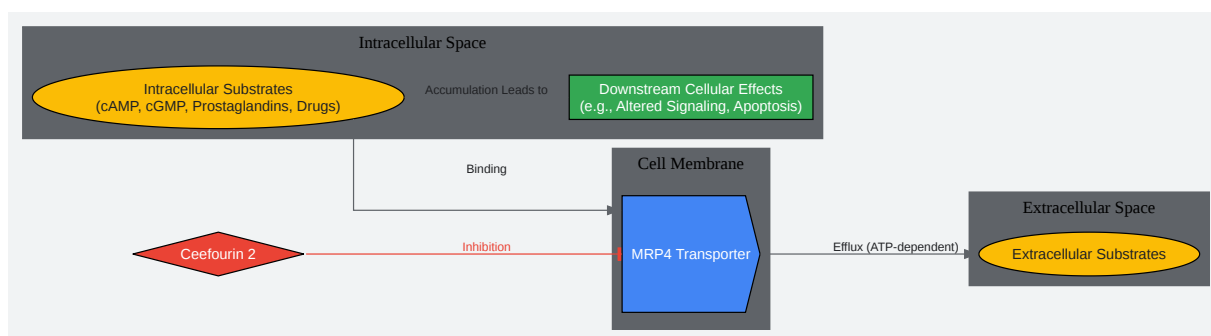 Intracellular Space
Intracellular Substrates
(cAMP, cGMP, Prostaglandins, Drugs)
Accumulation Leads to
Downstream Cellular Effects
(e.g., Altered Signaling, Apoptosis)
Binding
Cell Membrane
Ceefourin 2
Inhibition
MRP4 Transporter
Efflux (ATP-dependent)
Extracellular Space
Extracellular Substrates